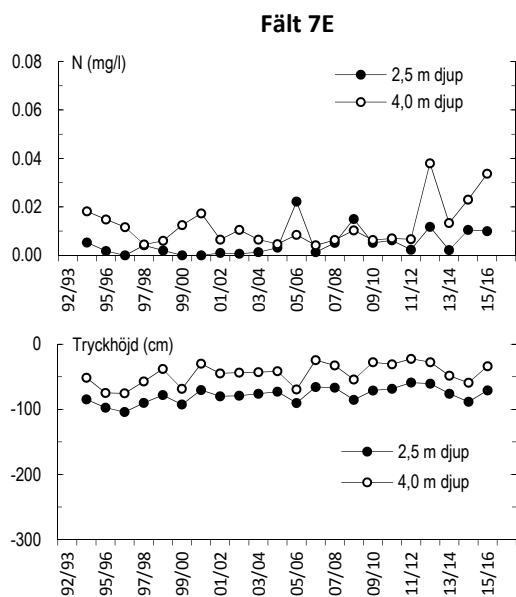 Fält 7E
N (mg/l)
2,5 m djup
4,0 m djup
0.08
0.06
0.04
0.02
0.00
92/93 95/96 97/98 99/00 01/02 03/04 05/06 07/08 09/10 11/12 13/14 15/16
Tryckhöjd (cm)
0
-100
-200
-300
2,5 m djup
4,0 m djup
92/93 95/96 97/98 99/00 01/02 03/04 05/06 07/08 09/10 11/12 13/14 15/16